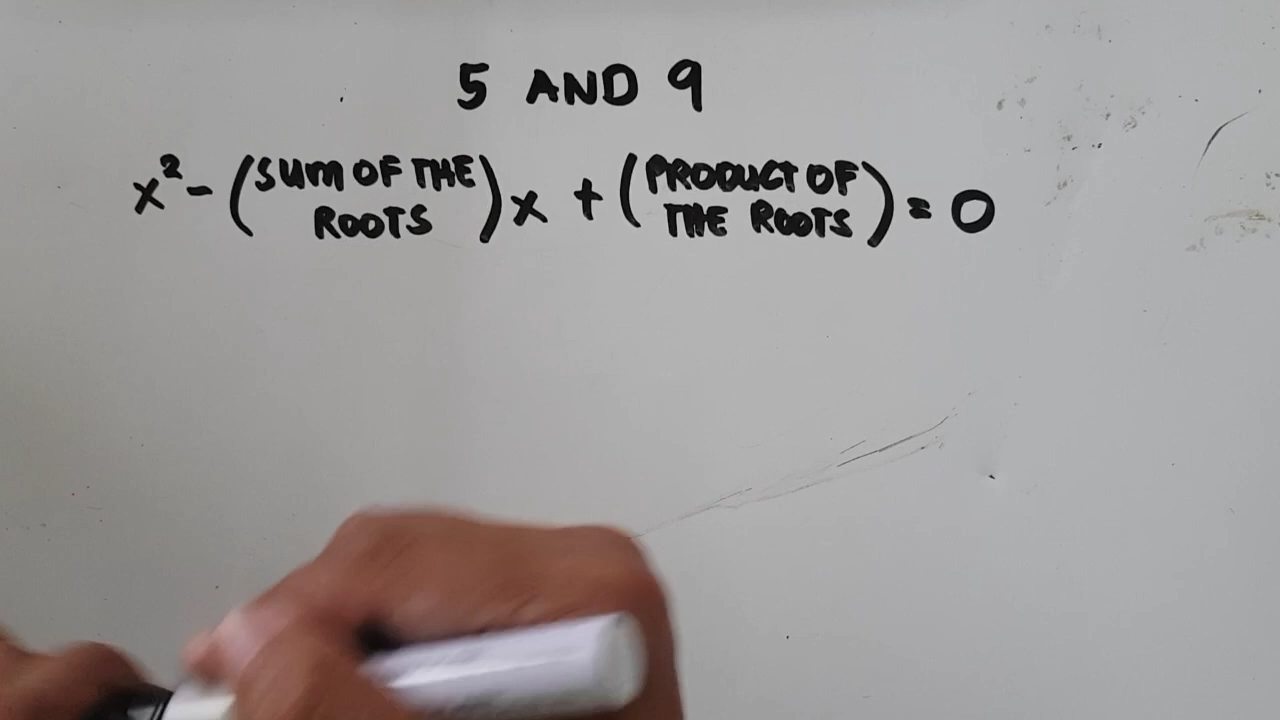 5 AND 9
x² - (SUM OF THE ROOTS)x + (PRODUCT OF THE ROOTS) = 0